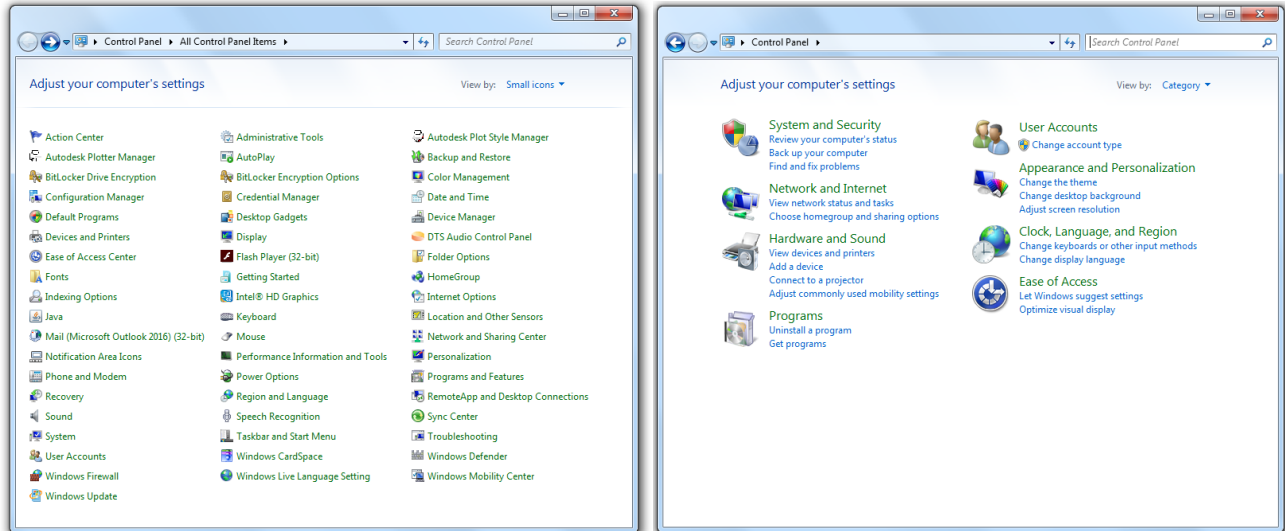 Control Panel All Control Panel Items Search Control Panel
Adjust your computer's settings View by: Small icons
Action Center Administrative Tools Autodesk Plot Style Manager
Autodesk Plotter Manager AutoPlay Backup and Restore
BitLocker Drive Encryption BitLocker Encryption Options Color Management
Configuration Manager Credential Manager Date and Time
Default Programs Desktop Gadgets Device Manager
Devices and Printers Display DTS Audio Control Panel
Ease of Access Center Flash Player (32-bit) Folder Options
Fonts Getting Started HomeGroup
Indexing Options Intel® HD Graphics Internet Options
Java Keyboard Location and Other Sensors
Mail (Microsoft Outlook 2016) (32-bit) Mouse Network and Sharing Center
Notification Area Icons Performance Information and Tools Personalization
Phone and Modem Power Options Programs and Features
Recovery Region and Language RemoteApp and Desktop Connections
Sound Speech Recognition Sync Center
System Taskbar and Start Menu Troubleshooting
User Accounts Windows CardSpace Windows Defender
Windows Firewall Windows Live Language Setting Windows Mobility Center
Windows Update
Control Panel Search Control Panel
Adjust your computer's settings View by: Category
System and Security
Review your computer's status
Back up your computer
Find and fix problems
Network and Internet
View network status and tasks
Choose homegroup and sharing options
Hardware and Sound
View devices and printers
Add a device
Connect to a projector
Adjust commonly used mobility settings
Programs
Uninstall a program
Get programs
User Accounts
Change account type
Appearance and Personalization
Change the theme
Change desktop background
Adjust screen resolution
Clock, Language, and Region
Change keyboards or other input methods
Change display language
Ease of Access
Let Windows suggest settings
Optimize visual display